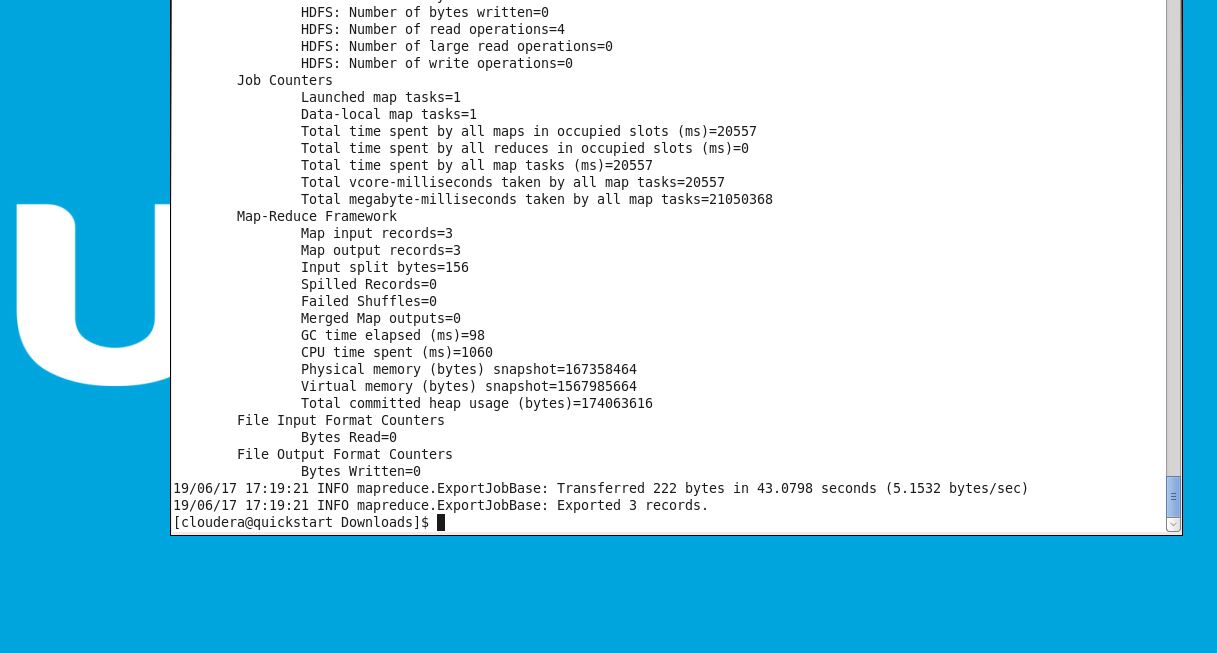 HDFS: Number of bytes written=0
HDFS: Number of read operations=4
HDFS: Number of large read operations=0
HDFS: Number of write operations=0
Job Counters
Launched map tasks=1
Data-local map tasks=1
Total time spent by all maps in occupied slots (ms)=20557
Total time spent by all reduces in occupied slots (ms)=0
Total time spent by all map tasks (ms)=20557
Total vcore-milliseconds taken by all map tasks=20557
Total megabyte-milliseconds taken by all map tasks=21050368
Map-Reduce Framework
Map input records=3
Map output records=3
Input split bytes=156
Spilled Records=0
Failed Shuffles=0
Merged Map outputs=0
GC time elapsed (ms)=98
CPU time spent (ms)=1060
Physical memory (bytes) snapshot=167358464
Virtual memory (bytes) snapshot=1567985664
Total committed heap usage (bytes)=174063616
File Input Format Counters
Bytes Read=0
File Output Format Counters
Bytes Written=0
19/06/17 17:19:21 INFO mapreduce.ExportJobBase: Transferred 222 bytes in 43.0798 seconds (5.1532 bytes/sec)
19/06/17 17:19:21 INFO mapreduce.ExportJobBase: Exported 3 records.
[cloudera@quickstart Downloads]$